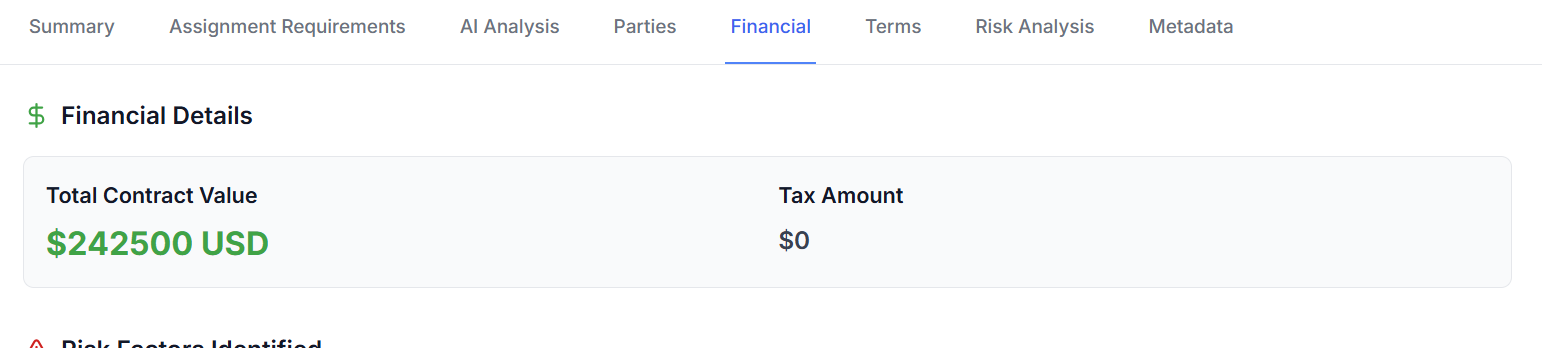 Summary Assignment Requirements AI Analysis Parties Financial Terms Risk Analysis Metadata
$ Financial Details
Total Contract Value Tax Amount
$242500 USD $0
Risk Factors Identified